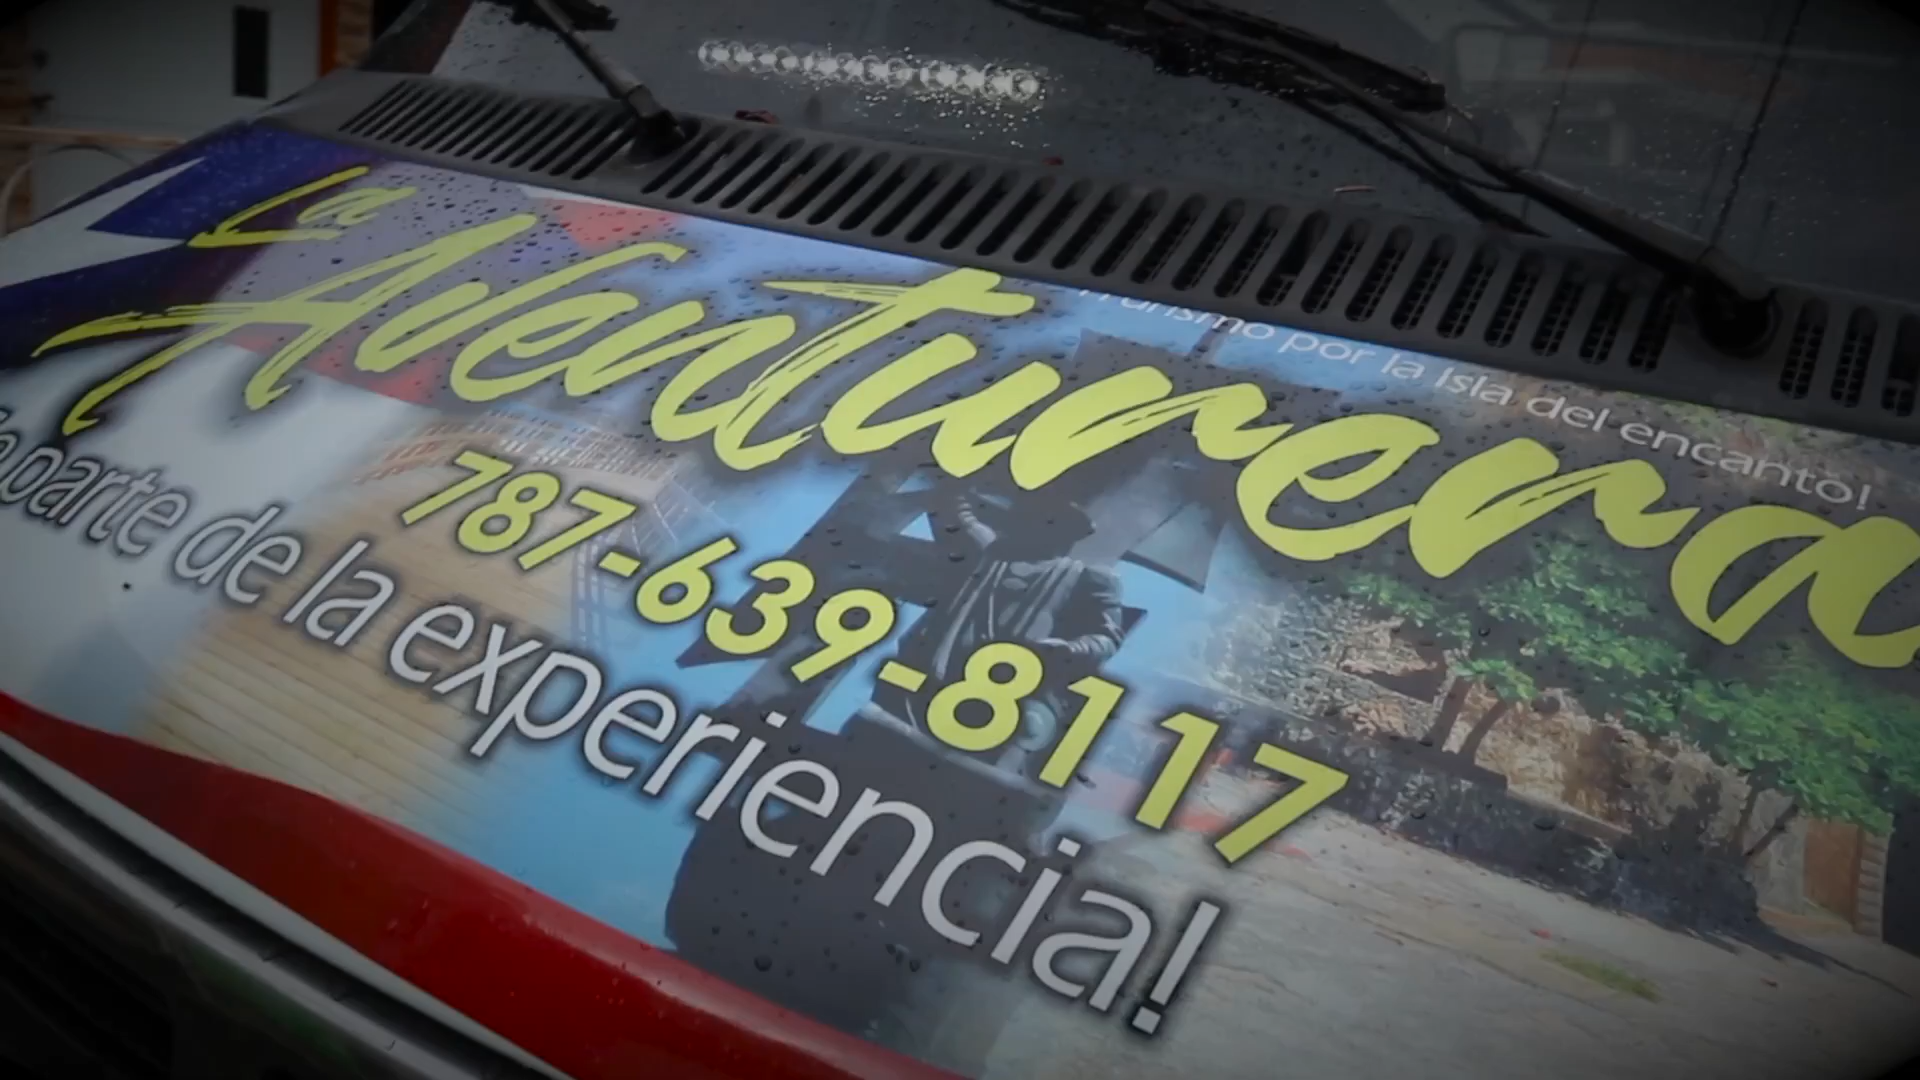 La
Aventurera
Turismo por la Isla del encanto!
787-639-8117
parte de la experiencia!